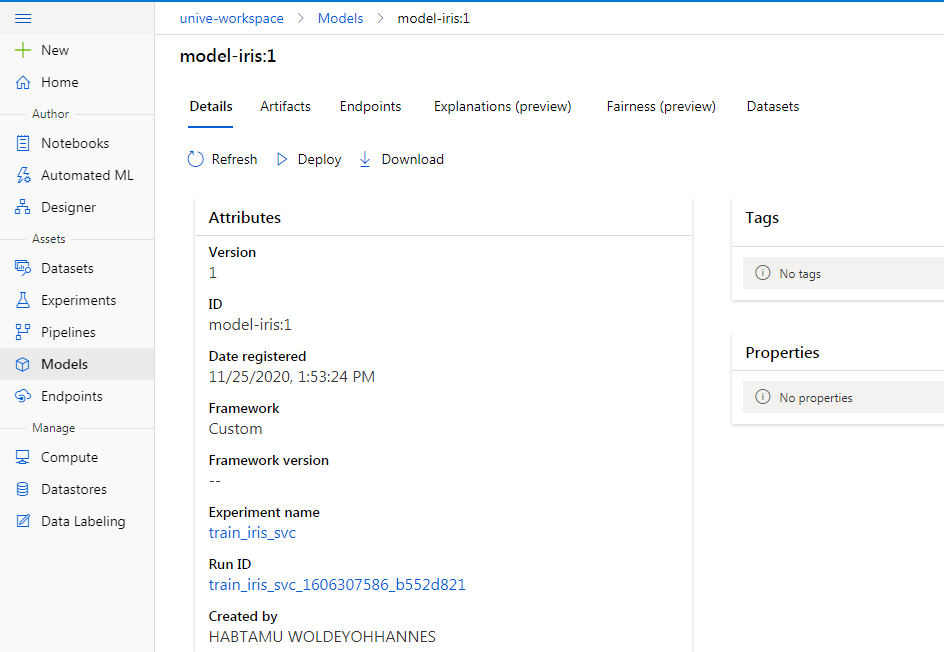 unive-workspace > Models > model-iris:1
New
Home
Author
Notebooks
Automated ML
Designer
Assets
Datasets
Experiments
Pipelines
Models
Endpoints
Manage
Compute
Datastores
Data Labeling
model-iris:1
Details Artifacts Endpoints Explanations (preview) Fairness (preview) Datasets
Refresh Deploy Download
Attributes
Version
1
ID
model-iris:1
Date registered
11/25/2020, 1:53:24 PM
Framework
Custom
Framework version
--
Experiment name
train_iris_svc
Run ID
train_iris_svc_1606307586_b552d821
Created by
HABTAMU WOLDEYOHHANNES
Tags
No tags
Properties
No properties